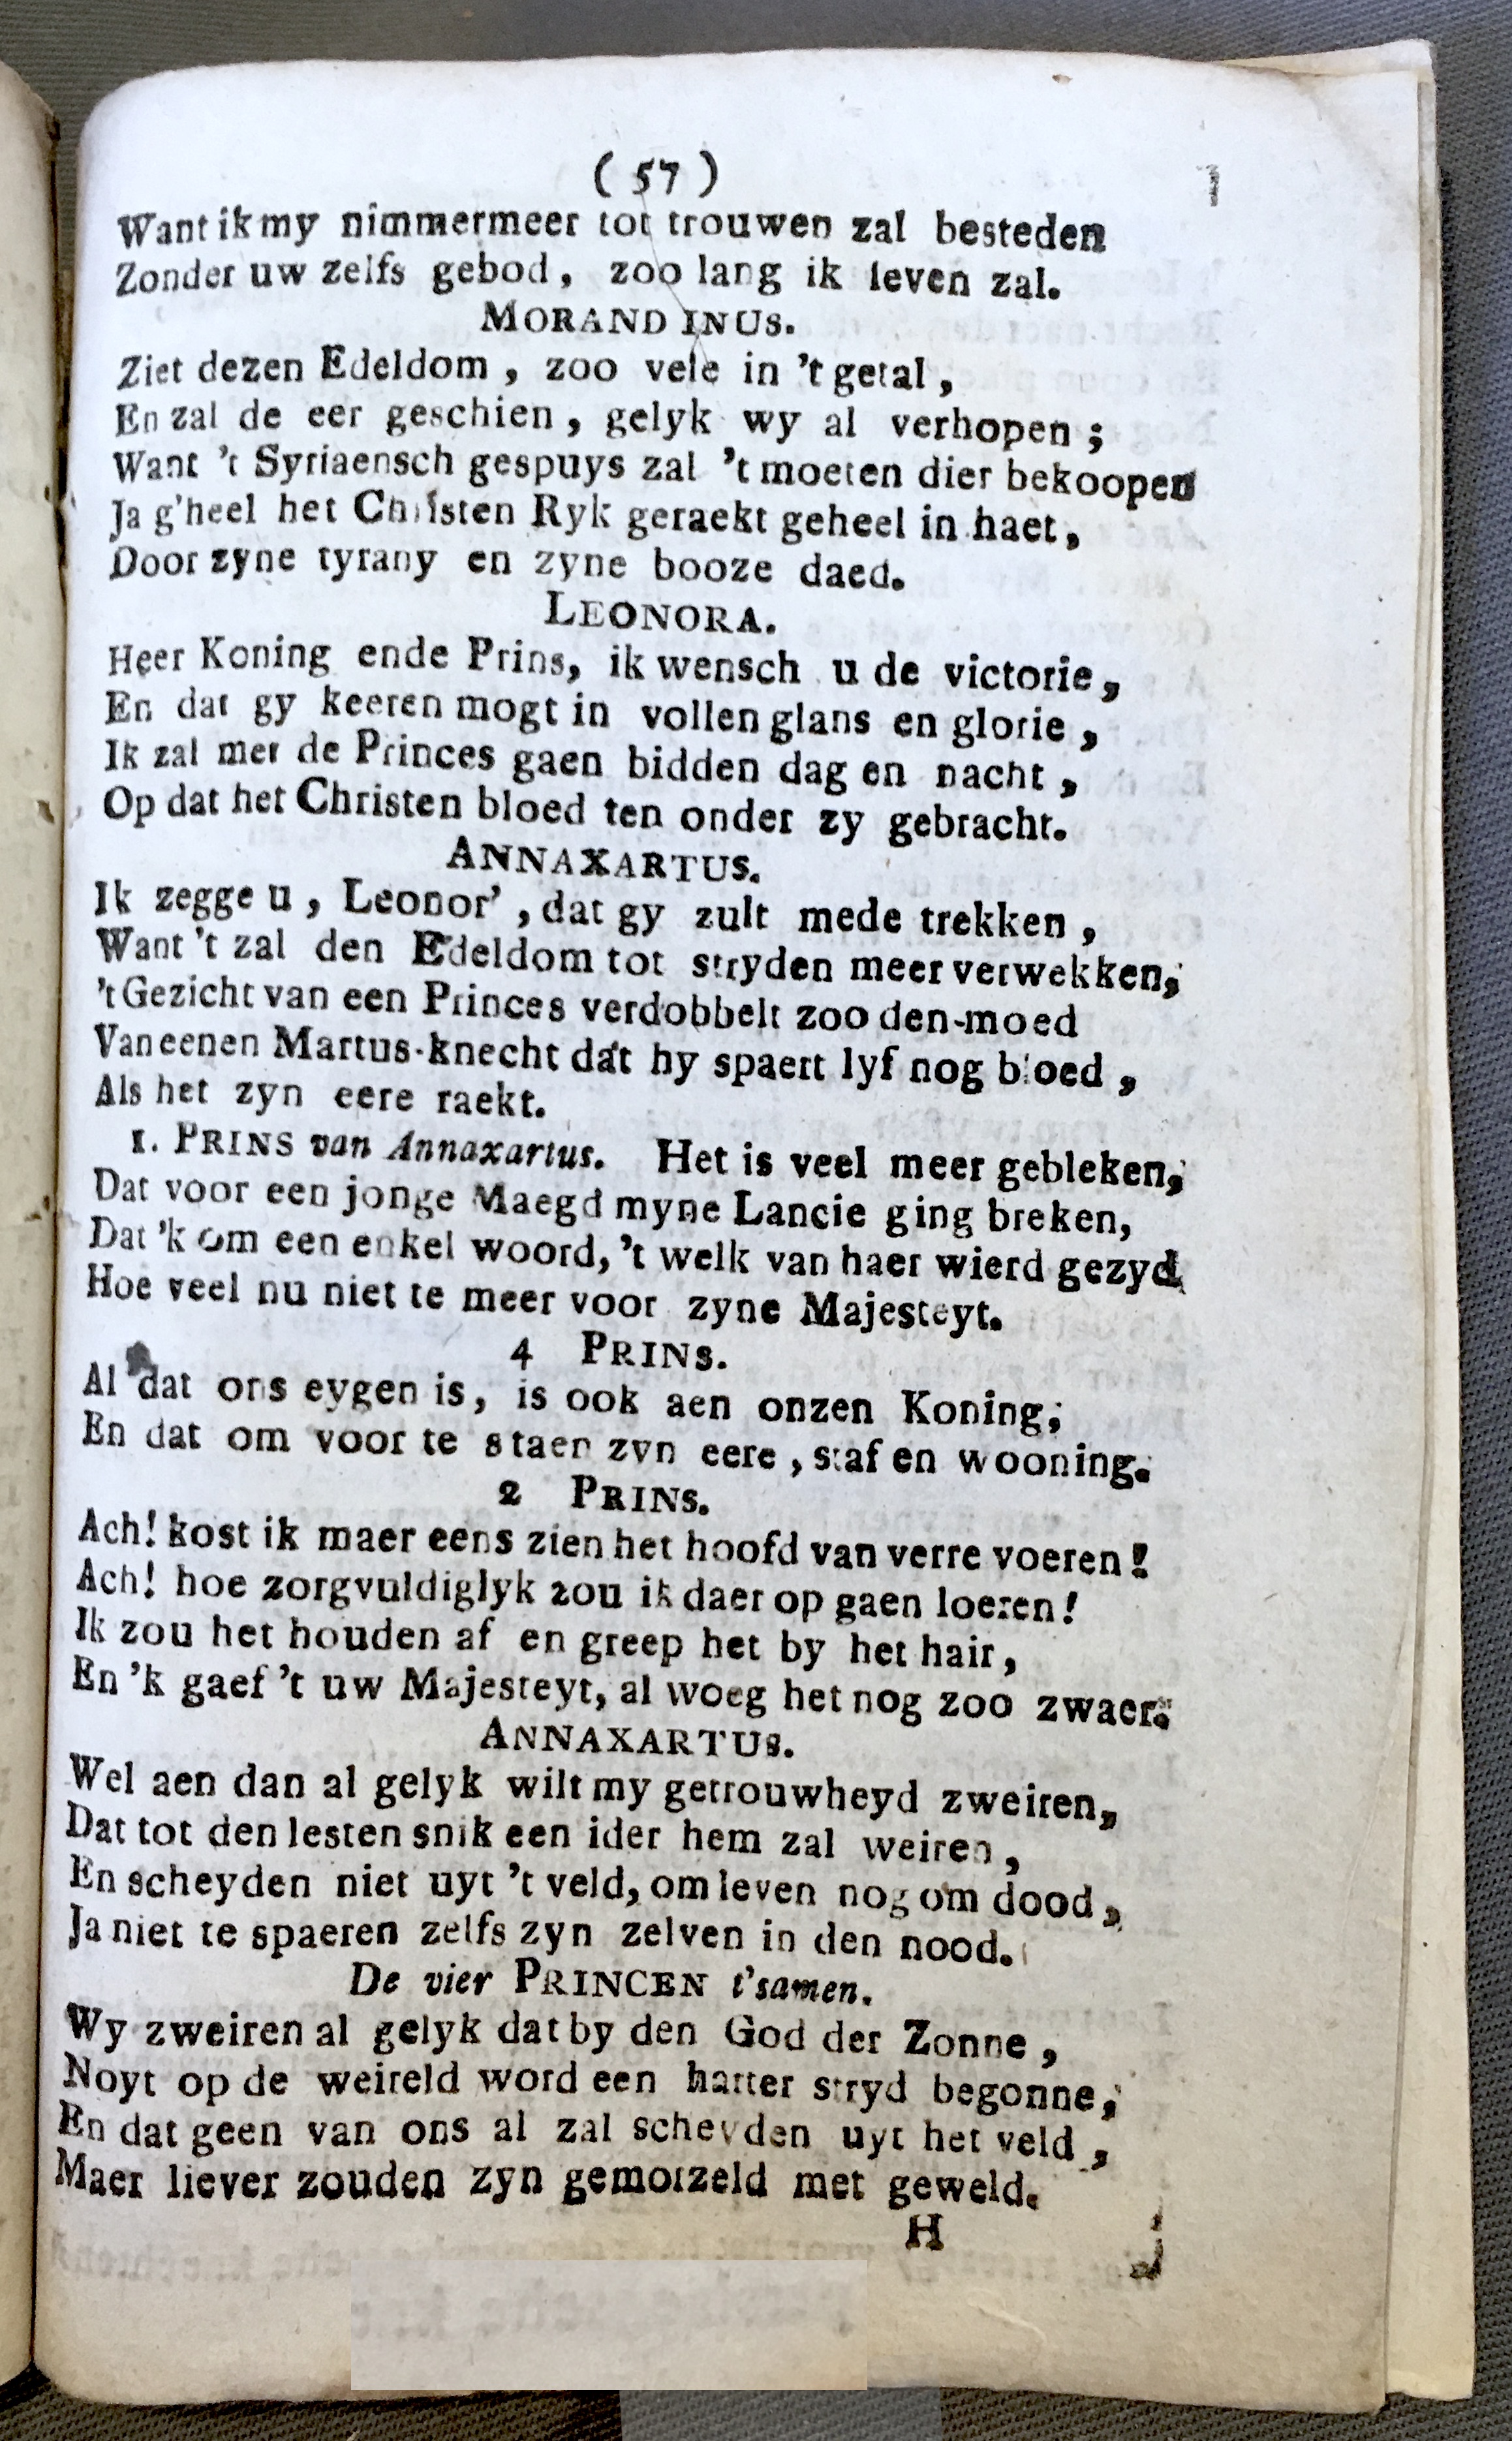 ( 57 )
Want ik my nimmermeer tot trouwen zal besteden
Zonder uw zelfs gebod, zoo lang ik leven zal.
MORANDINUS.
Ziet dezen Edeldom, zoo vele in 't getal,
En zal de eer geschien, gelyk wy al verhopen;
Want 't Syriaensch gespuys zal 't moeten dier bekoopen
Ja g'heel het Christen Ryk geraekt geheel in haet,
Door zyne tyrany en zyne booze daed.
LEONORA.
Heer Koning ende Prins, ik wensch u de victorie,
En dat gy keeren mogt in vollen glans en glorie,
Ik zal met de Princes gaen bidden dag en nacht,
Op dat het Christen bloed ten onder zy gebracht.
ANNAXARTUS.
Ik zegge u, Leonor', dat gy zult mede trekken,
Want 't zal den Edeldom tot stryden meer verwekken,
't Gezicht van een Princes verdobbelt zoo den-moed
Van eenen Martus-knecht dat hy spaert lyf nog bloed,
Als het zyn eere raekt.
1. PRINS van Annaxartus. Het is veel meer gebleken,
Dat voor een jonge Maegd myne Lancie ging breken,
Dat 'k om een enkel woord, 't welk van haer wierd gezyd
Hoe veel nu niet te meer voor zyne Majesteyt.
4 PRINS.
Al dat ons eygen is, is ook aen onzen Koning,
En dat om voor te staen zyn eere, staf en wooning.
2 PRINS.
Ach! kost ik maer eens zien het hoofd van verre voeren!
Ach! hoe zorgvuldiglyk zou ik daer op gaen loeren!
Ik zou het houden af en greep het by het hair,
En 'k gaef 't uw Majesteyt, al woeg het nog zoo zwaer.
ANNAXARTUS.
Wel aen dan al gelyk wilt my getrouwheyd zweiren,
Dat tot den lesten snik een ider hem zal weiren,
En scheyden niet uyt 't veld, om leven nog om dood,
Ja niet te spaeren zelfs zyn zelven in den nood.
De vier PRINCEN t'samen.
Wy zweiren al gelyk dat by den God der Zonne,
Noyt op de weireld word een harter stryd begonne,
En dat geen van ons al zal scheyden uyt het veld,
Maer liever zouden zyn gemorzeld met geweld.
H